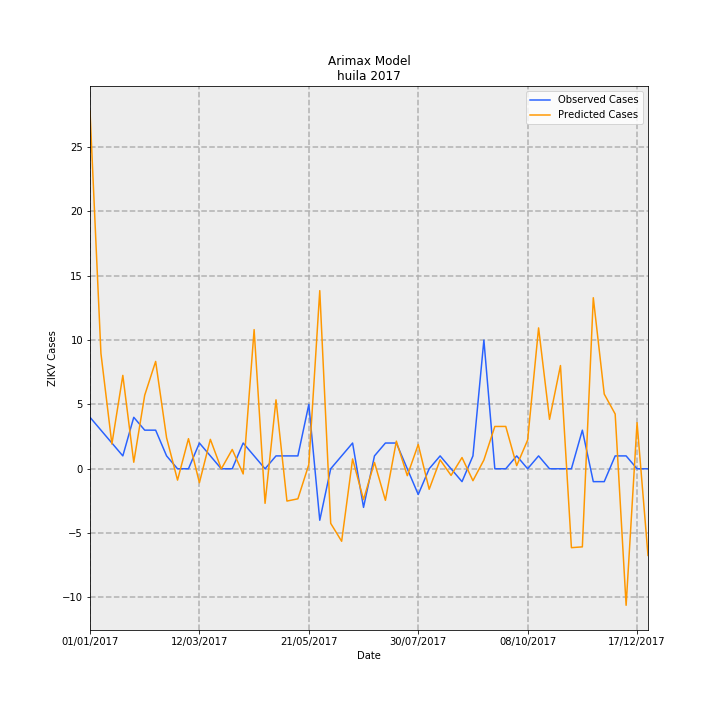 Arimax Model
huila 2017
Observed Cases
Predicted Cases
25
20
15
10
5
0
−5
−10
ZIKV Cases
01/01/2017 12/03/2017 21/05/2017 30/07/2017 08/10/2017 17/12/2017
Date